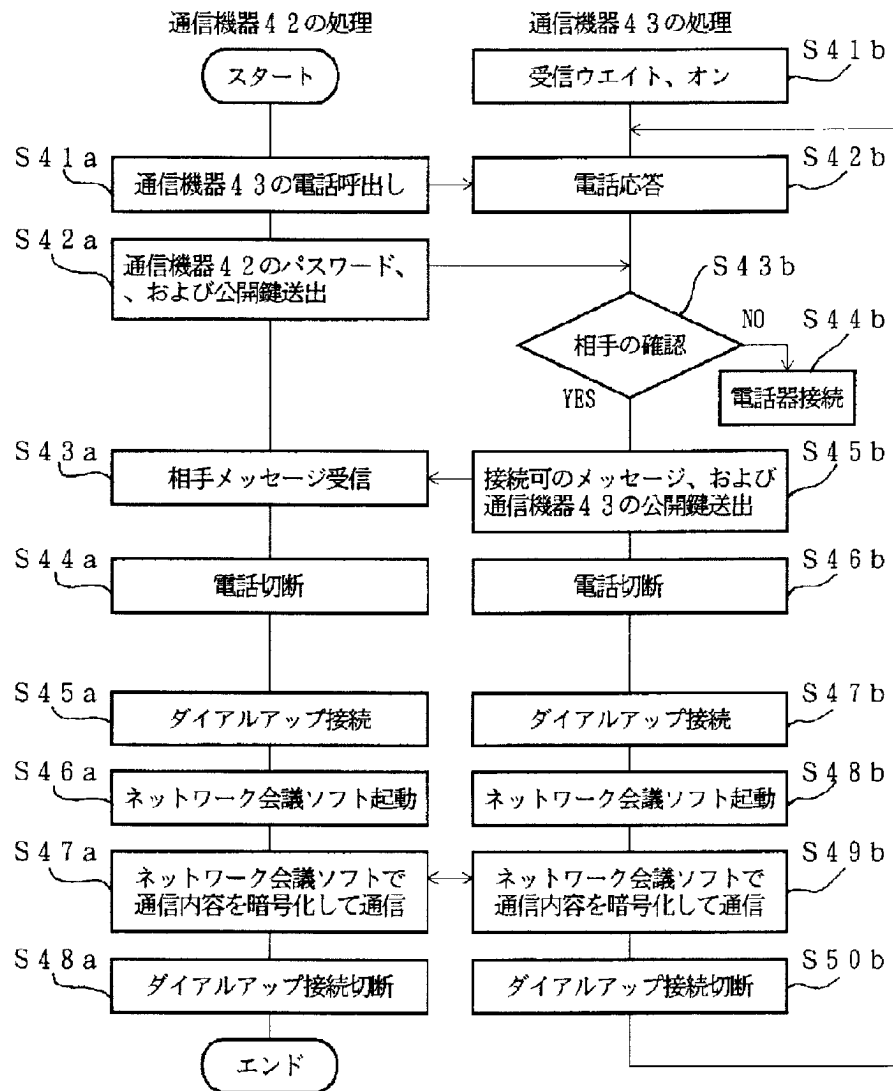 通信機器４２の処理
通信機器４３の処理
スタート
受信ウエイト、オン
Ｓ４１ｂ
Ｓ４１ａ
通信機器４３の電話呼出し
電話応答
Ｓ４２ｂ
Ｓ４２ａ
通信機器４２のパスワード、
、および公開鍵送出
Ｓ４３ｂ
相手の確認
NO
YES
Ｓ４４ｂ
電話器接続
Ｓ４３ａ
相手メッセージ受信
接続可のメッセージ、および
通信機器４３の公開鍵送出
Ｓ４５ｂ
Ｓ４４ａ
電話切断
電話切断
Ｓ４６ｂ
Ｓ４５ａ
ダイアルアップ接続
ダイアルアップ接続
Ｓ４７ｂ
Ｓ４６ａ
ネットワーク会議ソフト起動
ネットワーク会議ソフト起動
Ｓ４８ｂ
Ｓ４７ａ
ネットワーク会議ソフトで
通信内容を暗号化して通信
ネットワーク会議ソフトで
通信内容を暗号化して通信
Ｓ４９ｂ
Ｓ４８ａ
ダイアルアップ接続切断
ダイアルアップ接続切断
Ｓ５０ｂ
エンド